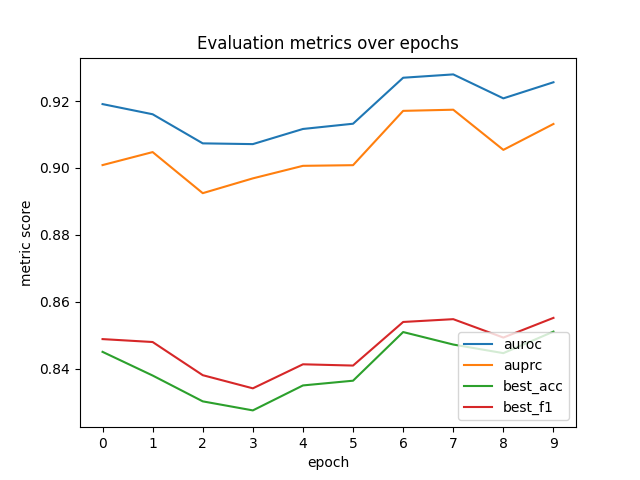 Evaluation metrics over epochs
metric score
0.92
0.90
0.88
0.86
0.84
0 1 2 3 4 5 6 7 8 9
epoch
auroc
auprc
best_acc
best_f1